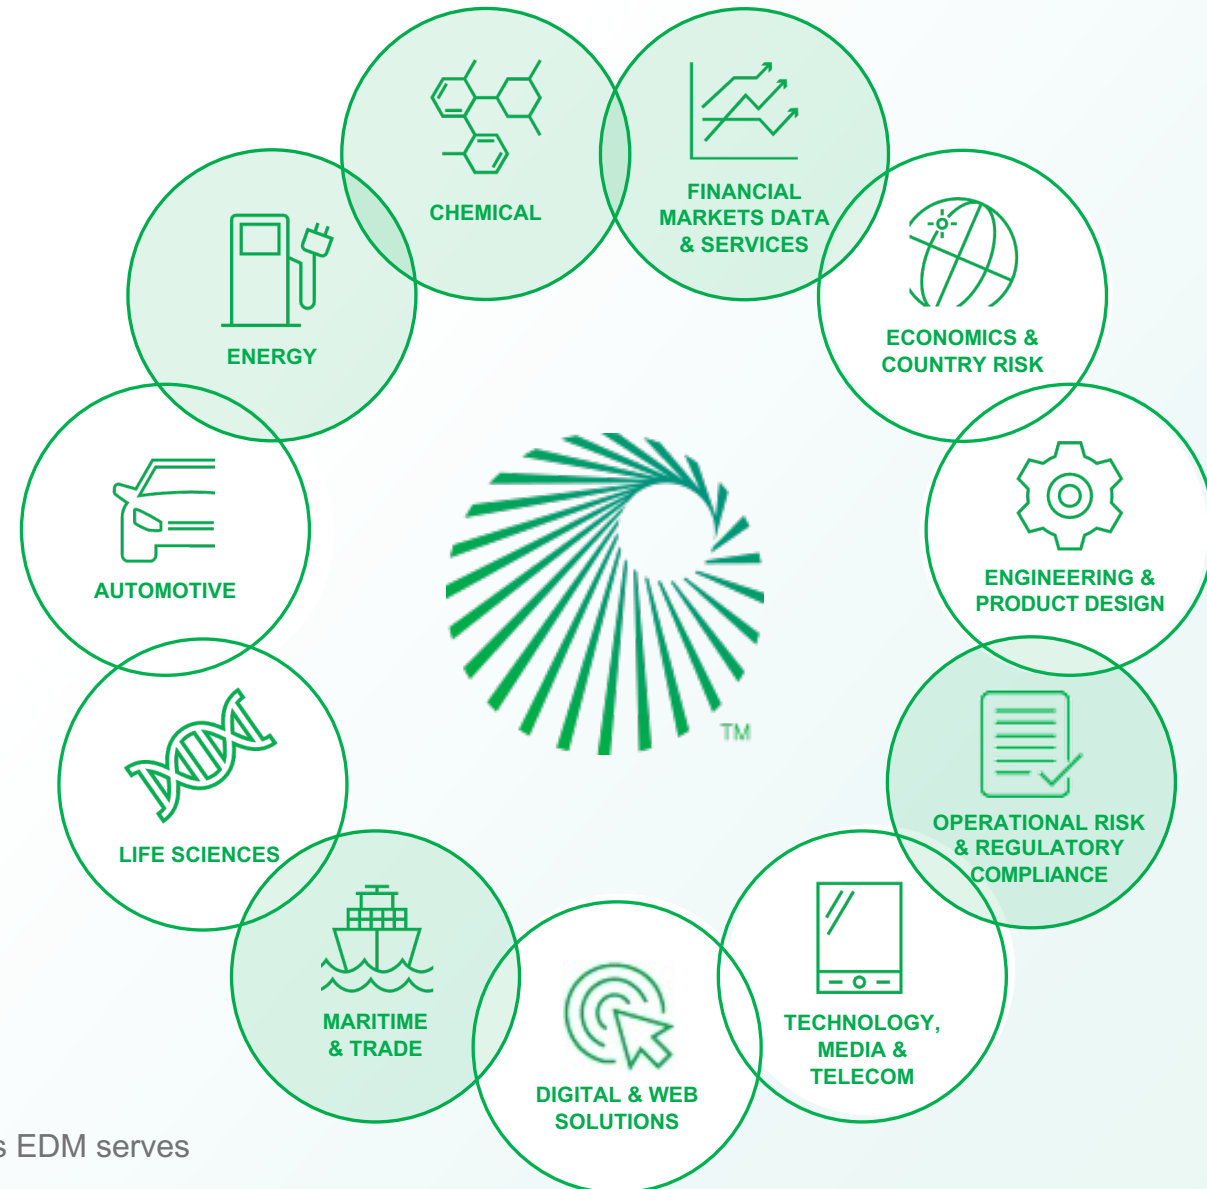 CHEMICAL
FINANCIAL
MARKETS DATA
& SERVICES
ENERGY
ECONOMICS &
COUNTRY RISK
AUTOMOTIVE
ENGINEERING &
PRODUCT DESIGN
TM
LIFE SCIENCES
OPERATIONAL RISK
& REGULATORY
COMPLIANCE
MARITIME
& TRADE
TECHNOLOGY,
MEDIA &
TELECOM
DIGITAL & WEB
SOLUTIONS
s EDM serves